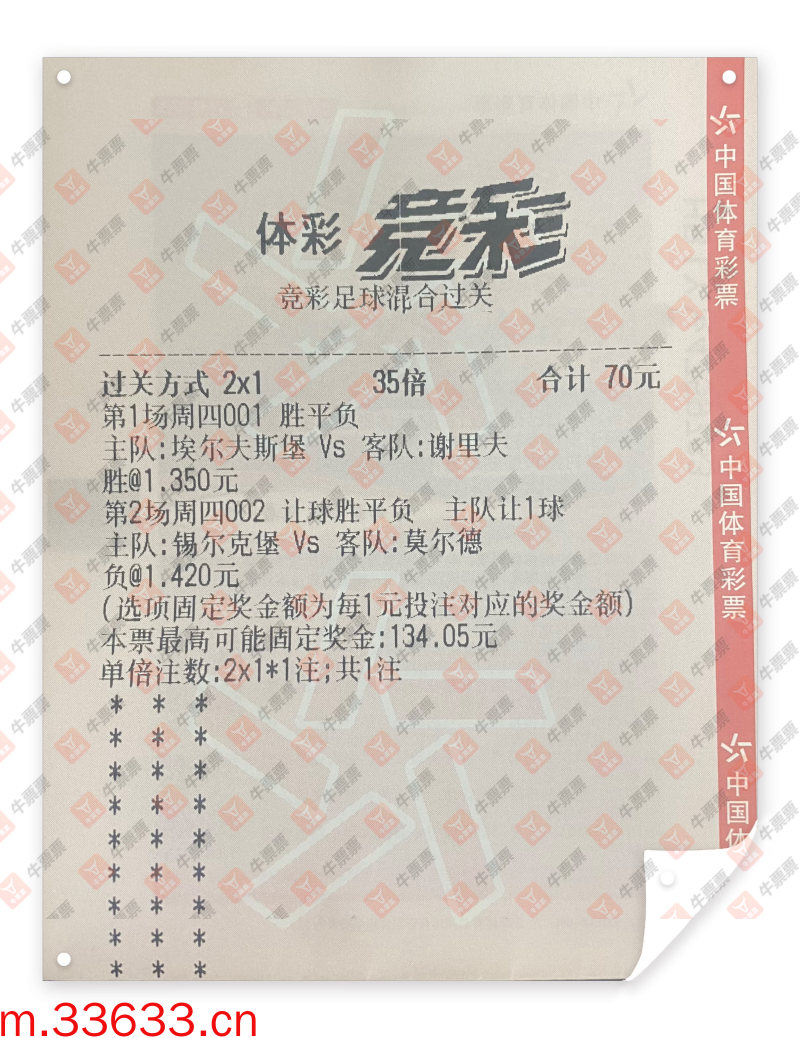 体彩 竞彩
竞彩足球混合过关
过关方式 2x1 35倍 合计 70元
第1场周四001 胜平负
主队:埃尔夫斯堡 Vs 客队:谢里夫
胜@1.350元
第2场周四002 让球胜平负 主队让1球
主队:锡尔克堡 Vs 客队:莫尔德
负@1.420元
(选项固定奖金额为每1元投注对应的奖金额)
本票最高可能固定奖金:134.05元
单倍注数:2x1*1注;共1注
* * *
* * *
* * *
* * *
* * *
* * *
* * *
* * *
* * *
中国体育彩票
中国体育彩票
中国体
牛票票
m.33633.cn